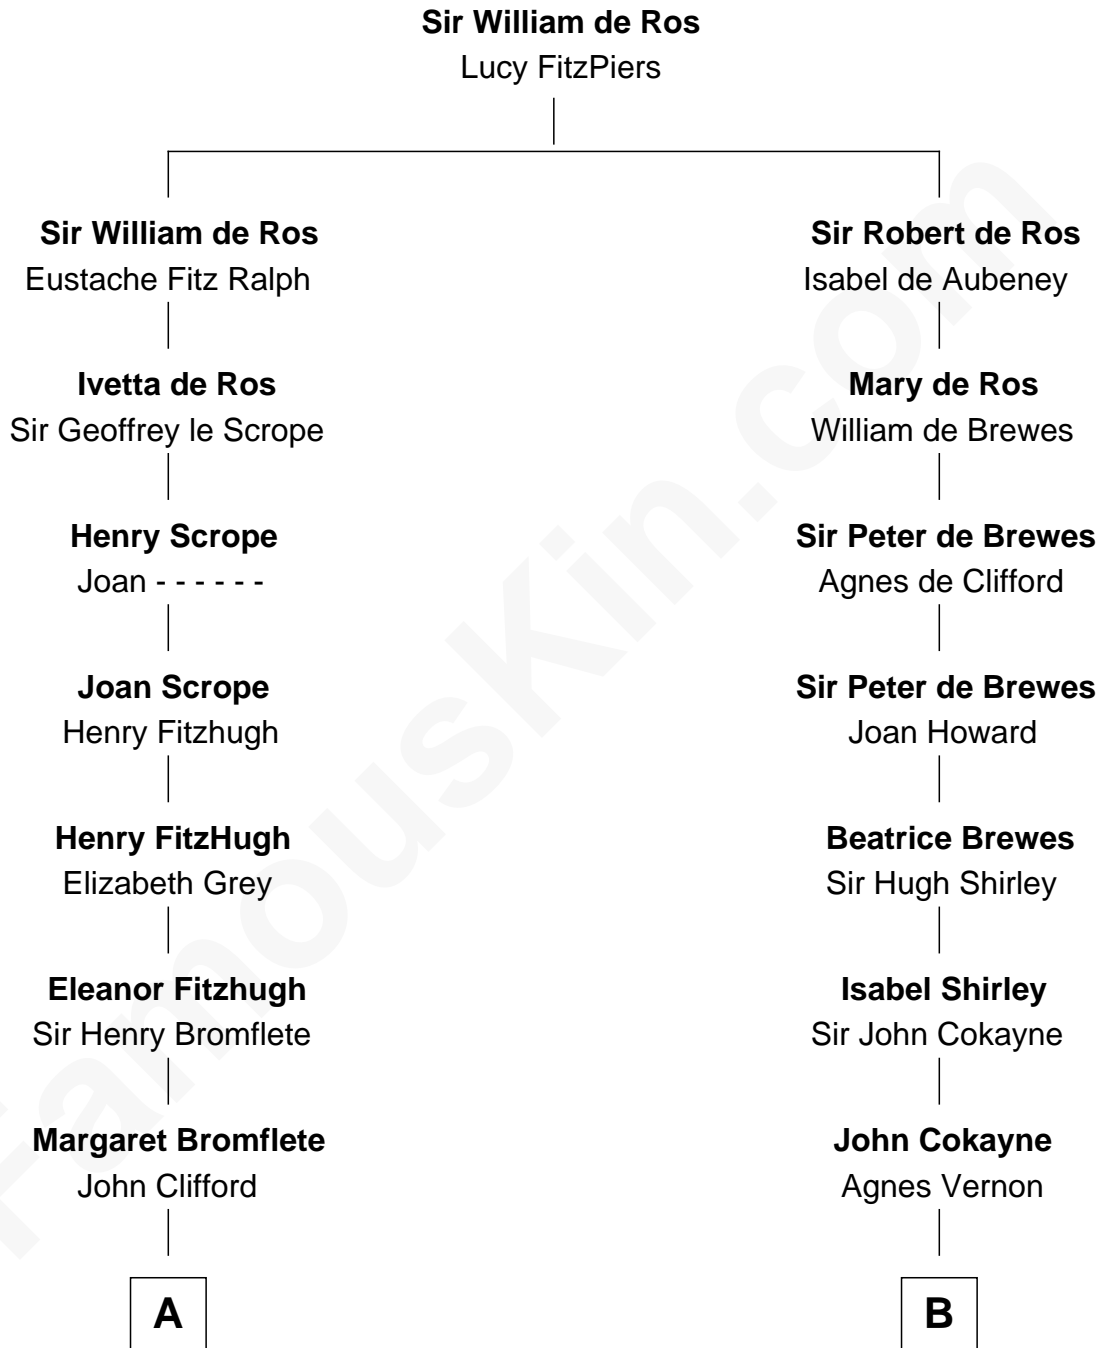 Sir William de Ros
Lucy FitzPiers
Sir William de Ros
Eustache Fitz Ralph
Sir Robert de Ros
Isabel de Aubeney
Ivetta de Ros
Sir Geoffrey le Scrope
Mary de Ros
William de Brewes
Henry Scrope
Joan - - - - - -
Sir Peter de Brewes
Agnes de Clifford
Joan Scrope
Henry Fitzhugh
Sir Peter de Brewes
Joan Howard
Henry FitzHugh
Elizabeth Grey
Beatrice Brewes
Sir Hugh Shirley
Eleanor Fitzhugh
Sir Henry Bromflete
Isabel Shirley
Sir John Cokayne
Margaret Bromflete
John Clifford
John Cokayne
Agnes Vernon
A
B
FamousKin.com